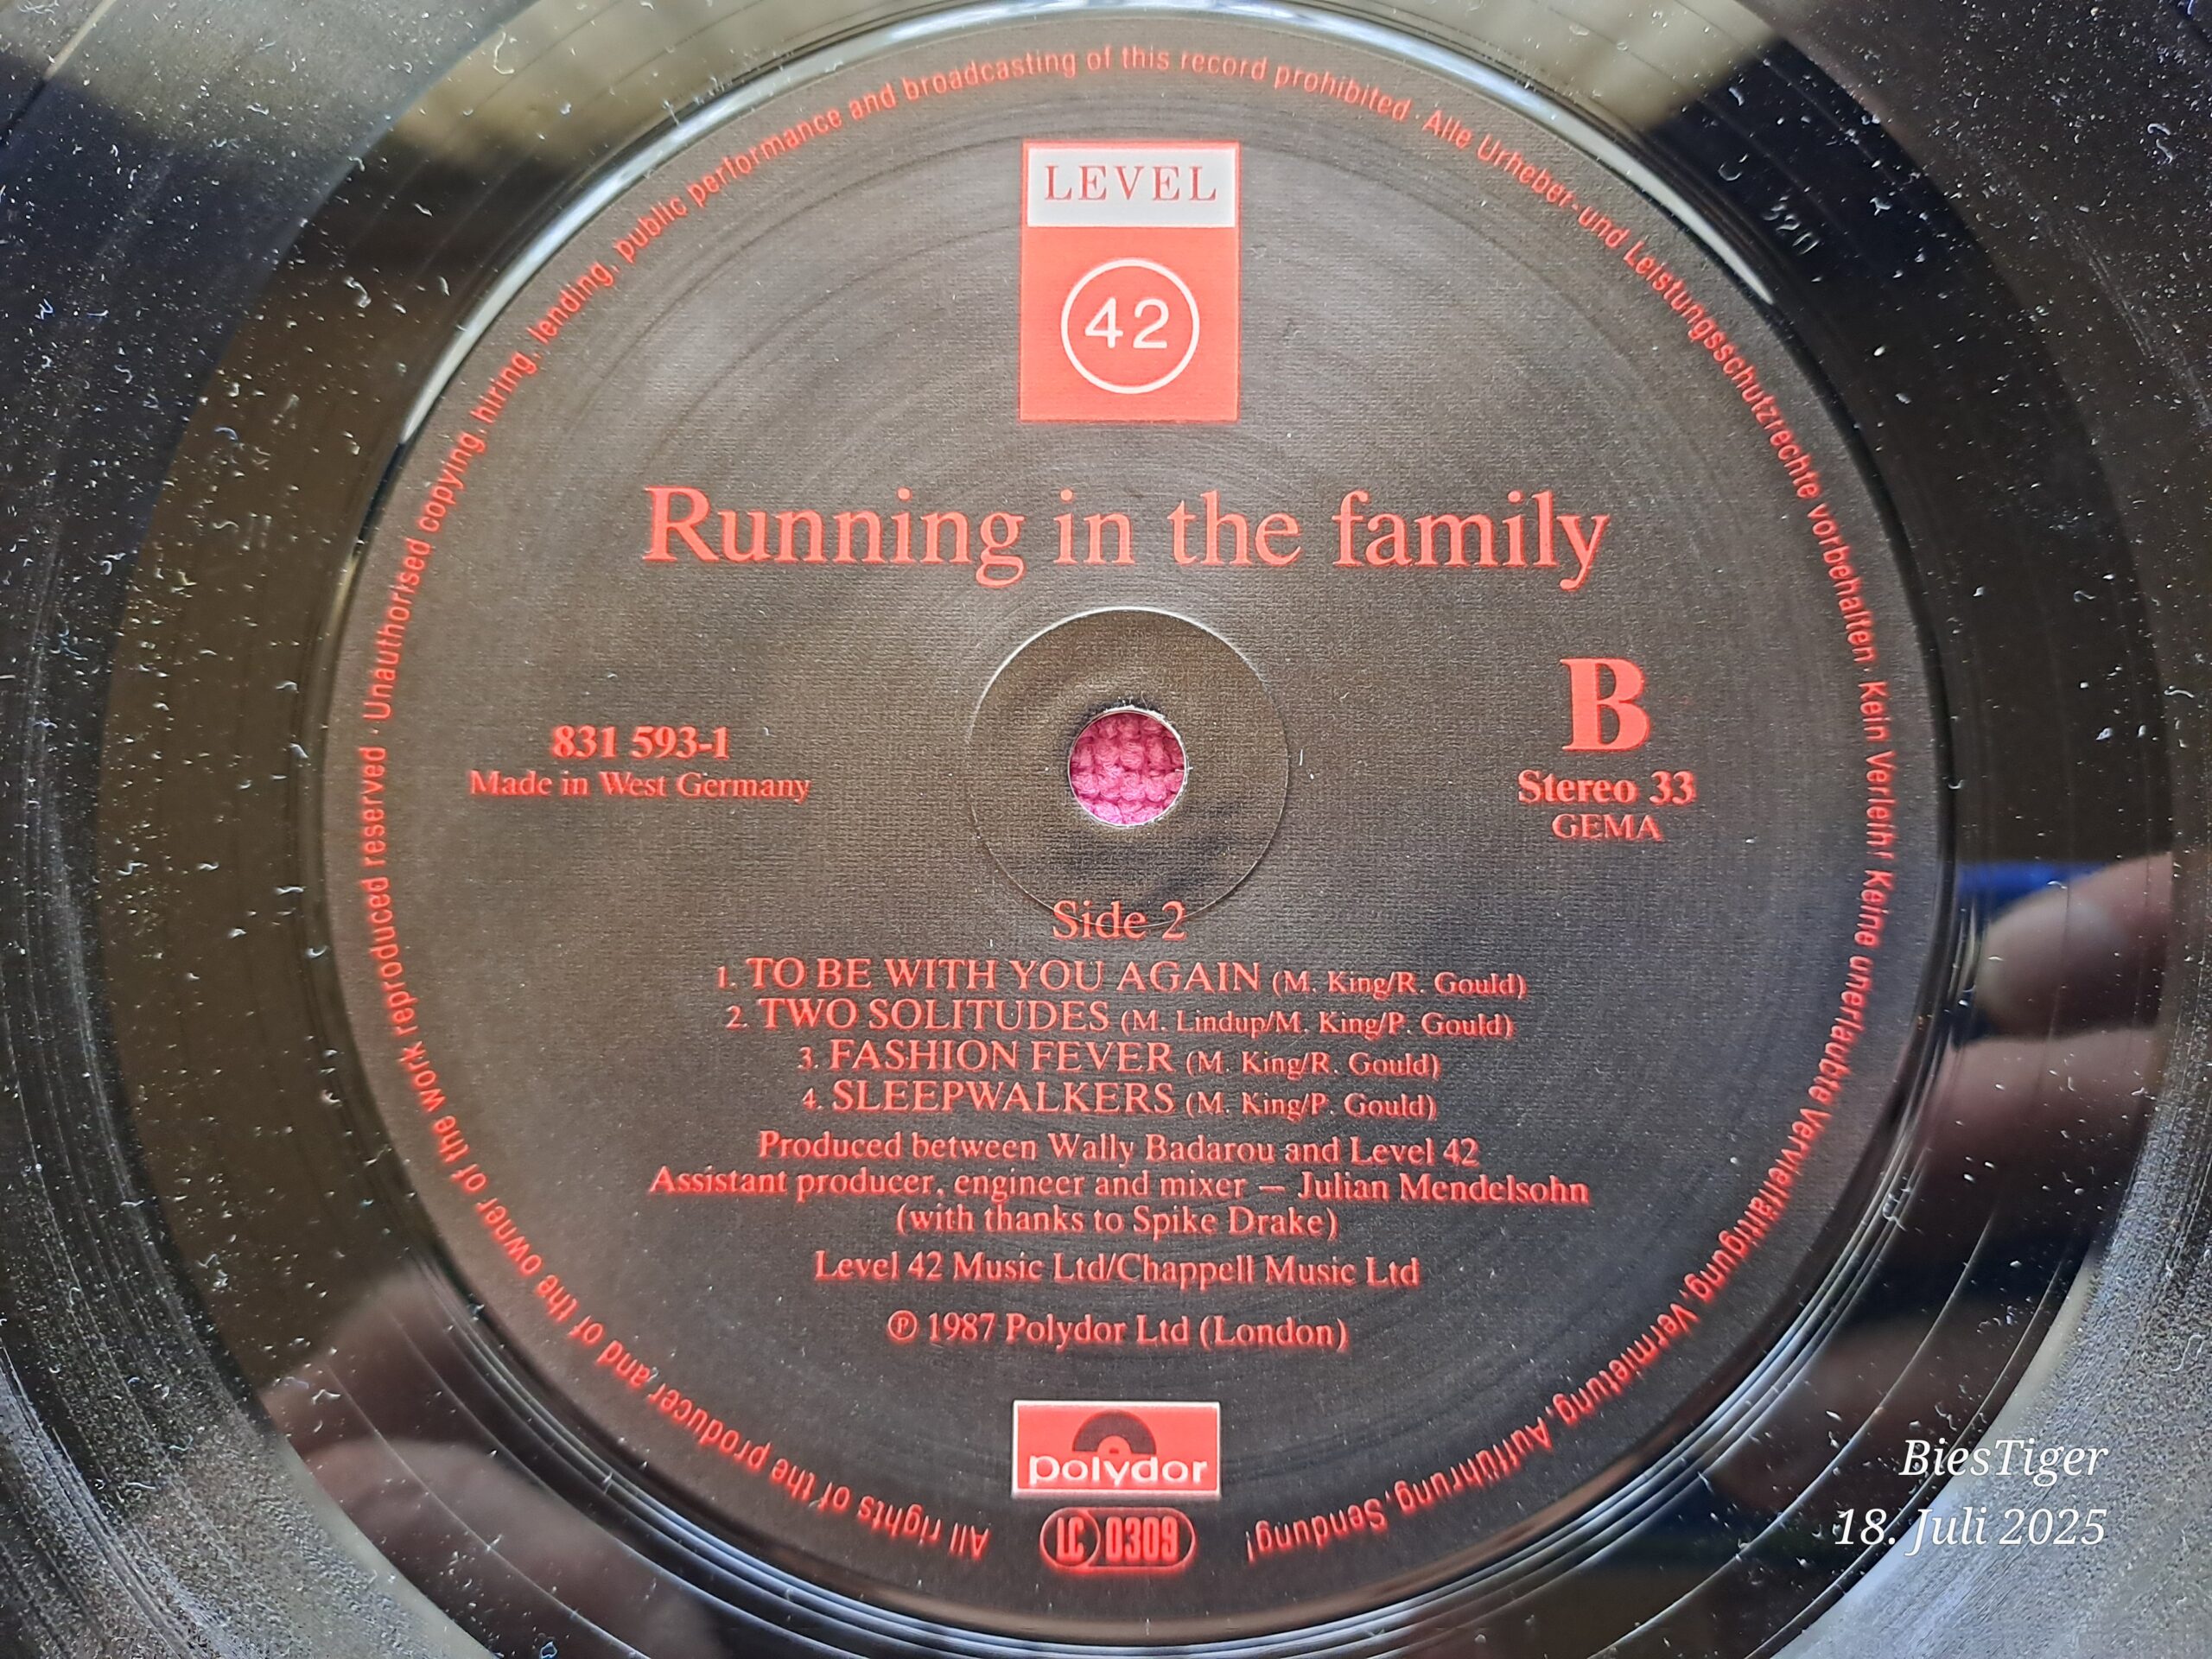 All rights of the producer and of the owner of the work reproduced reserved · Unauthorised copying, hiring, lending, public performance and broadcasting of this record prohibited · Alle Urheber- und Leistungsschutzrechte vorbehalten · Kein Verleih! Keine unerlaubte Vervielfältigung, Vermietung, Aufführung, Sendung!
LEVEL
42
Running in the family
831 593-1
Made in West Germany
B
Stereo 33
GEMA
Side 2
1. TO BE WITH YOU AGAIN (M. King/R. Gould)
2. TWO SOLITUDES (M. Lindup/M. King/P. Gould)
3. FASHION FEVER (M. King/R. Gould)
4. SLEEPWALKERS (M. King/P. Gould)
Produced between Wally Badarou and Level 42
Assistant producer, engineer and mixer – Julian Mendelsohn
(with thanks to Spike Drake)
Level 42 Music Ltd/Chappell Music Ltd
℗ 1987 Polydor Ltd (London)
polydor
LC 0309
320
BiesTiger
18. Juli 2025